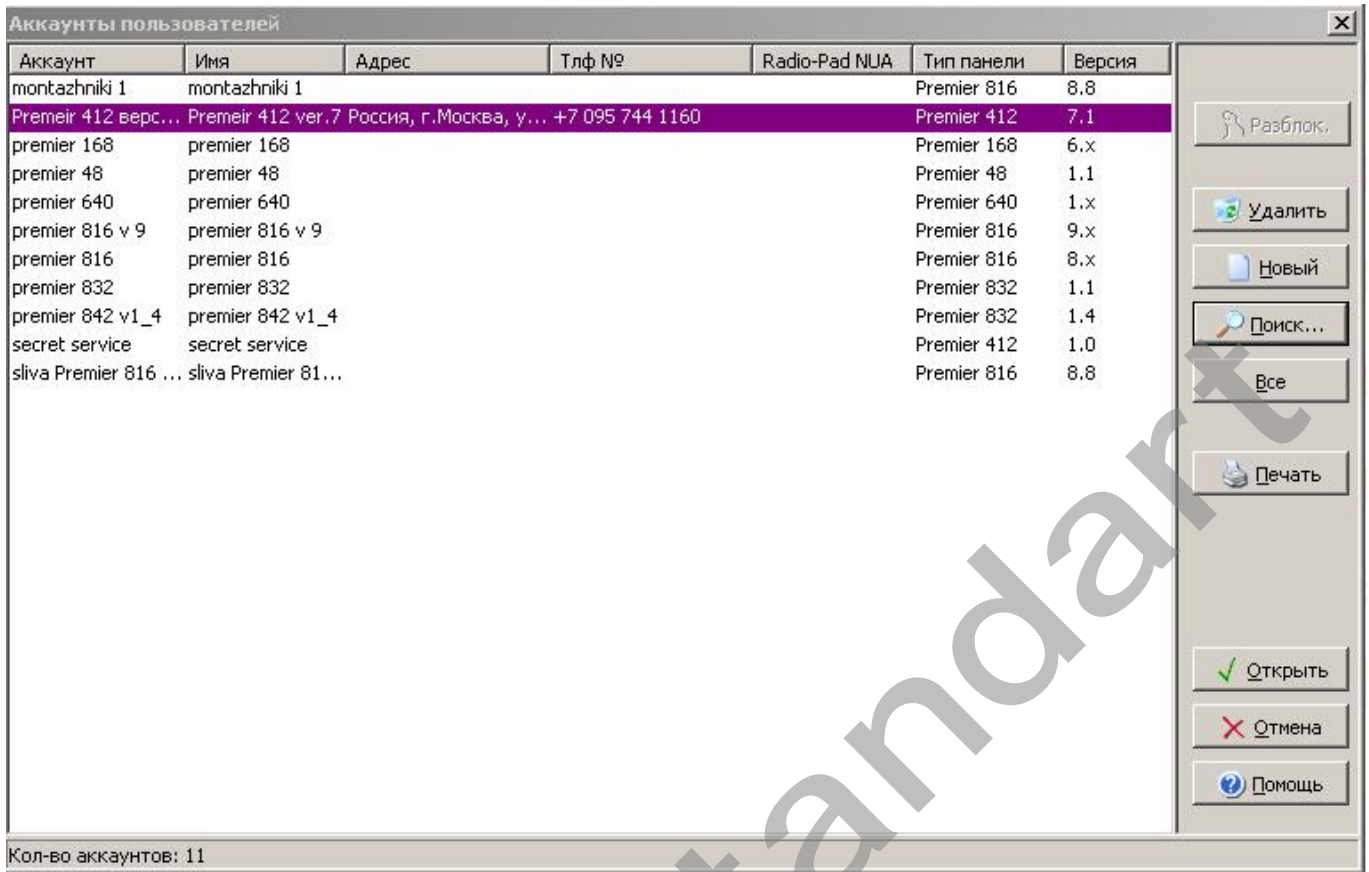 Аккаунты пользователей
Аккаунт Имя Адрес Тлф № Radio-Pad NUA Тип панели Версия
montazhniki 1 montazhniki 1 Premier 816 8.8
Premeir 412 верс... Premeir 412 ver.7 Россия, г.Москва, у... +7 095 744 1160 Premier 412 7.1
premier 168 premier 168 Premier 168 6.x
premier 48 premier 48 Premier 48 1.1
premier 640 premier 640 Premier 640 1.x
premier 816 v 9 premier 816 v 9 Premier 816 9.x
premier 816 premier 816 Premier 816 8.x
premier 832 premier 832 Premier 832 1.1
premier 842 v1_4 premier 842 v1_4 Premier 832 1.4
secret service secret service Premier 412 1.0
sliva Premier 816 ... sliva Premier 81... Premier 816 8.8
Разблок.
Удалить
Новый
Поиск...
Все
Печать
Открыть
Отмена
Помощь
Кол-во аккаунтов: 11
tandart